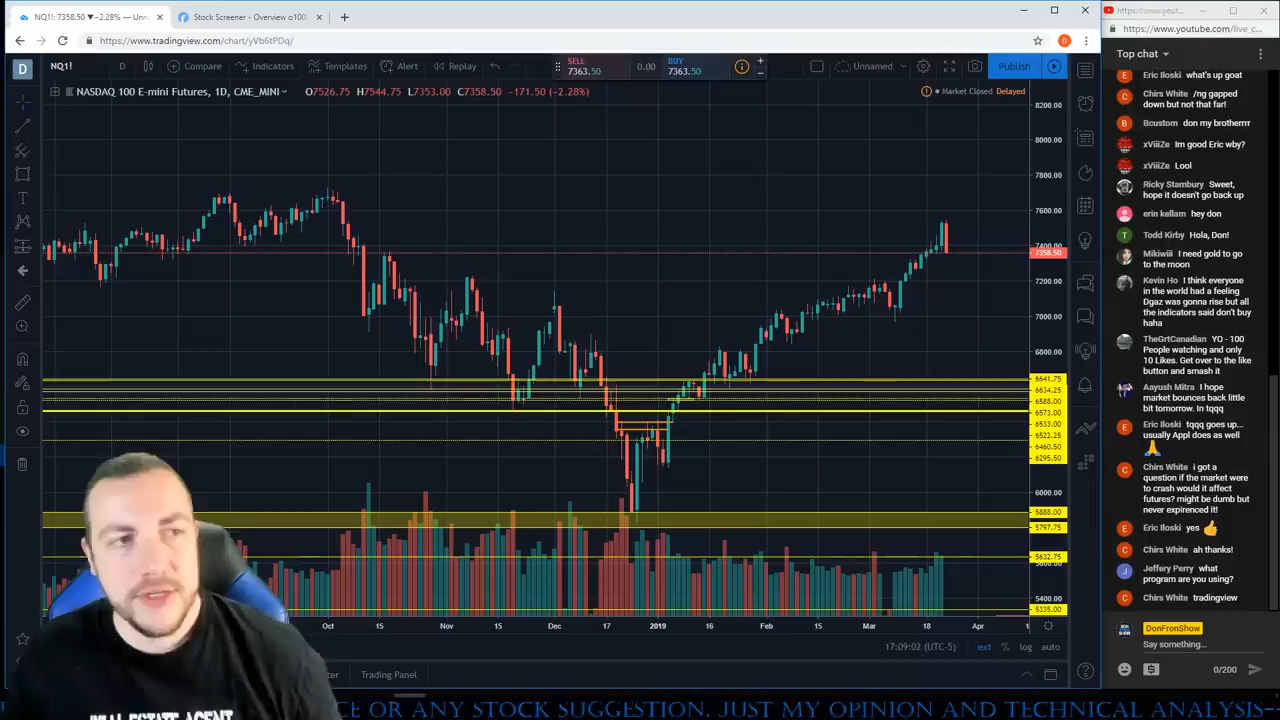 NQ1!: 7358.50 ▼−2.28% — Unn
Stock Screener - Overview o100
https://www.tradingview.com/chart/yVb6tPDq/
NQ1!
D
Compare
Indicators
Templates
Alert
Replay
SELL
7363.50
0.00
BUY
7363.50
Unnamed
Publish
NASDAQ 100 E-mini Futures, 1D, CME_MINI
O7526.75 H7544.75 L7353.00 C7358.50 −171.50 (−2.28%)
Market Closed Delayed
8200.00
8000.00
7800.00
7600.00
7400.00
7358.50
7200.00
7000.00
6800.00
6641.75
6634.25
6588.00
6573.00
6533.00
6522.25
6460.50
6295.50
6000.00
5888.00
5797.75
5632.75
5600.00
5400.00
5335.00
Oct 15 Nov 15 Dec 17 2019 16 Feb 15 Mar 18 Apr
17:09:02 (UTC-5)
ext % log auto
Trading Panel
https://www.youtube.com/live_c...
Top chat
Eric Iloski what's up goat
Chirs White /ng gapped
down but not that far!
Bcustom don my brotherrrr
xViiiZe Im good Eric wby?
xViiiZe Lool
Ricky Stambury Sweet,
hope it doesn't go back up
erin kellam hey don
Todd Kirby Hola, Don!
Mikiwiii I need gold to go
to the moon
Kevin Ho I think everyone
in the world had a feeling
Dgaz was gonna rise but all
the indicators said don't buy
haha
TheGrtCanadian YO - 100
People watching and only
10 Likes. Get over to the like
button and smash it
Aayush Mitra I hope
market bounces back little
bit tomorrow. In tqqq
Eric Iloski tqqq goes up...
usually Appl does as well
🙏
Chirs White i got a
question if the market were
to crash would it affect
futures? might be dumb but
never expirenced it!
Eric Iloski yes 👍
Chirs White ah thanks!
Jeffery Perry what
program are you using?
Chirs White tradingview
DonFronShow
Say something...
0/200
REAL ESTATE AGENT
CE OR ANY STOCK SUGGESTION. JUST MY OPINION AND TECHNICAL ANALYSIS-